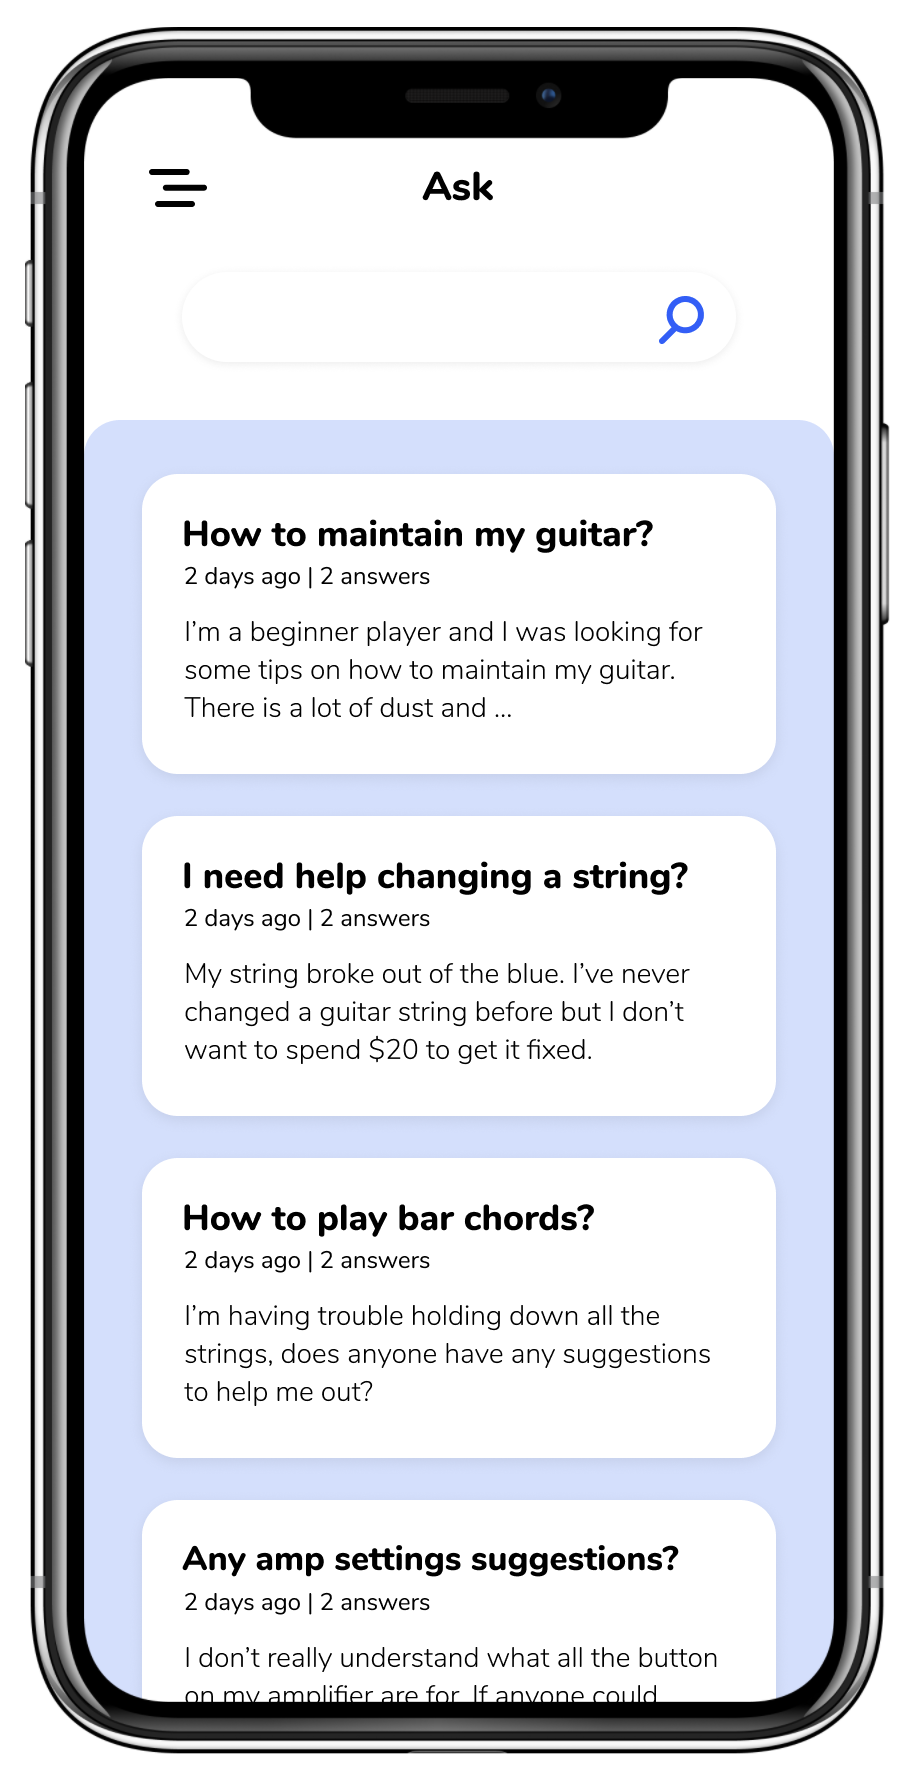 Ask
How to maintain my guitar?
2 days ago | 2 answers
I’m a beginner player and I was looking for
some tips on how to maintain my guitar.
There is a lot of dust and ...
I need help changing a string?
2 days ago | 2 answers
My string broke out of the blue. I’ve never
changed a guitar string before but I don’t
want to spend $20 to get it fixed.
How to play bar chords?
2 days ago | 2 answers
I’m having trouble holding down all the
strings, does anyone have any suggestions
to help me out?
Any amp settings suggestions?
2 days ago | 2 answers
I don’t really understand what all the button
on my amplifier are for. If anyone could